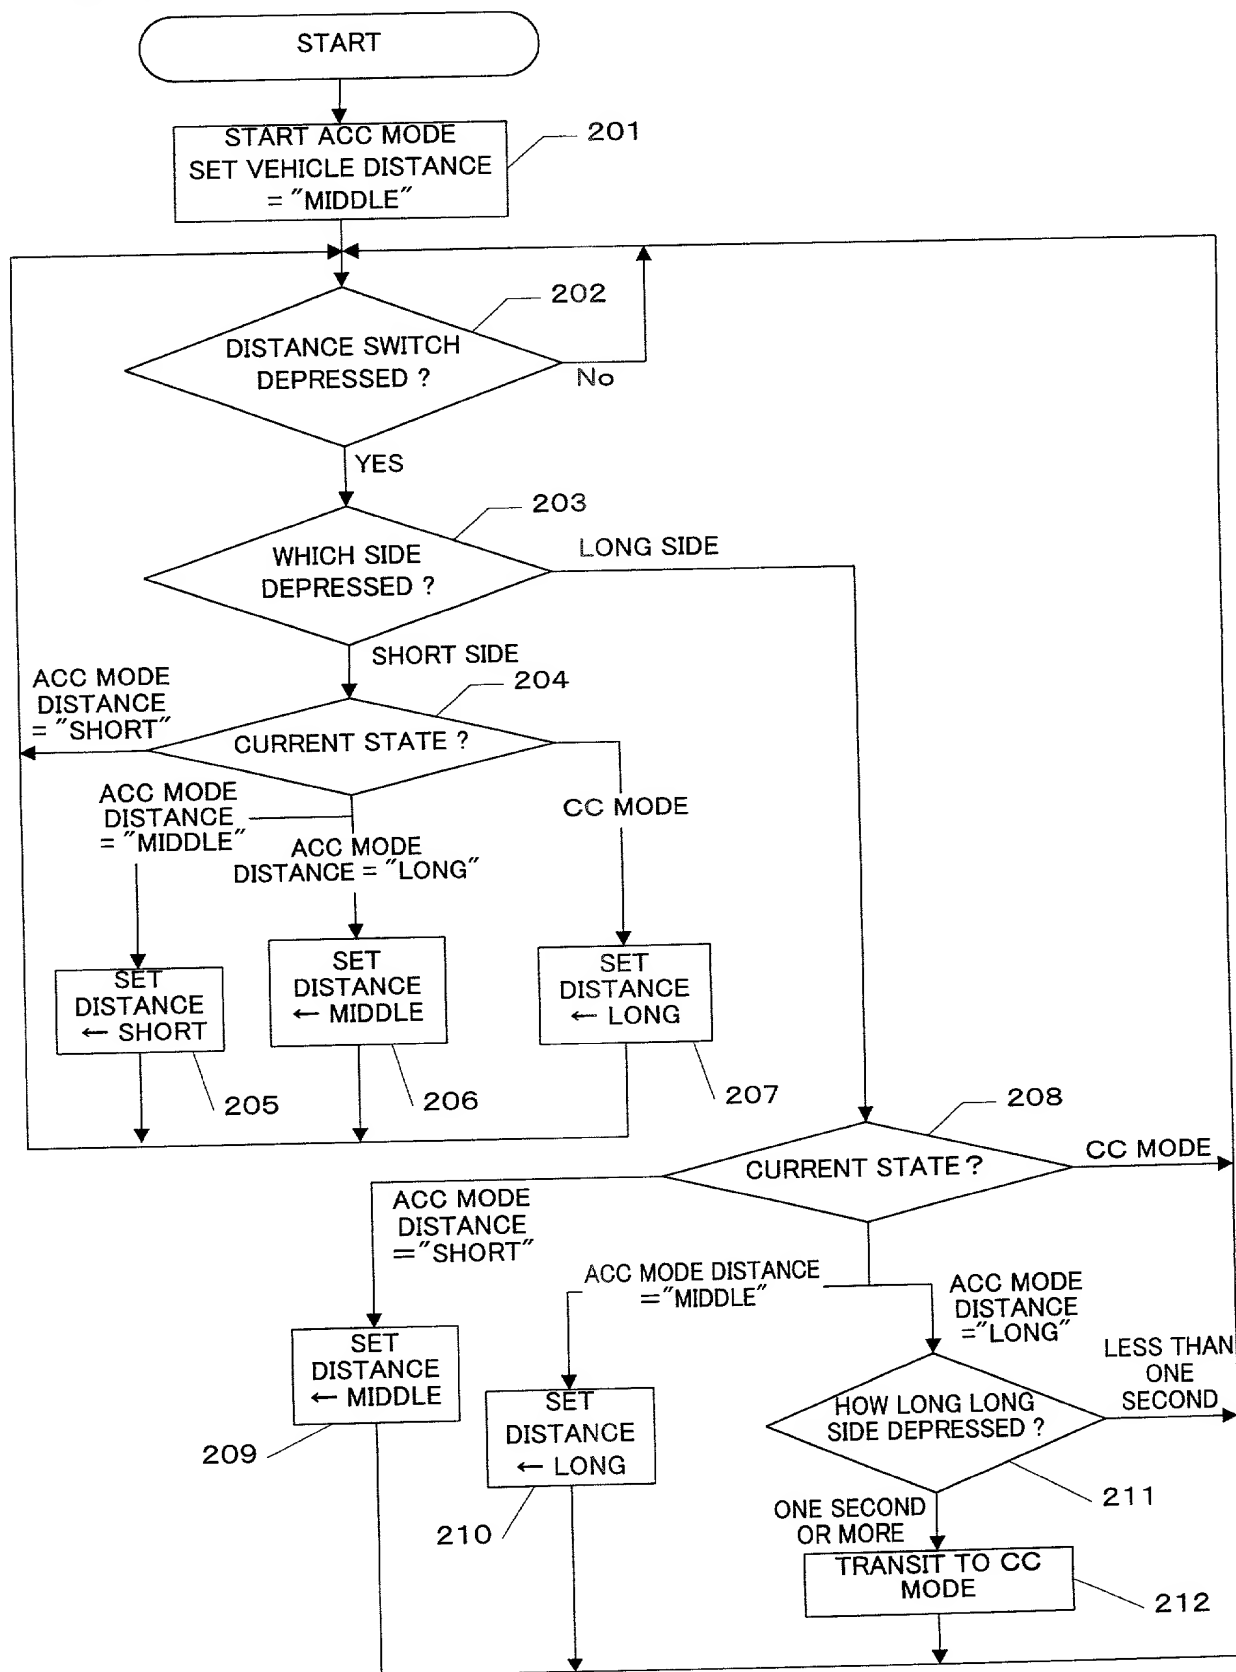 START
START ACC MODE
SET VEHICLE DISTANCE
= "MIDDLE"
201
202
DISTANCE SWITCH
DEPRESSED ?
No
YES
203
WHICH SIDE
DEPRESSED ?
LONG SIDE
SHORT SIDE
ACC MODE
DISTANCE
= "SHORT"
204
CURRENT STATE ?
ACC MODE
DISTANCE
= "MIDDLE"
ACC MODE
DISTANCE = "LONG"
CC MODE
SET
DISTANCE
← SHORT
205
SET
DISTANCE
← MIDDLE
206
SET
DISTANCE
← LONG
207
208
CURRENT STATE ?
CC MODE
ACC MODE
DISTANCE
="SHORT"
ACC MODE DISTANCE
="MIDDLE"
ACC MODE
DISTANCE
="LONG"
SET
DISTANCE
← MIDDLE
209
SET
DISTANCE
← LONG
210
HOW LONG LONG
SIDE DEPRESSED ?
LESS THAN
ONE
SECOND
211
ONE SECOND
OR MORE
TRANSIT TO CC
MODE
212